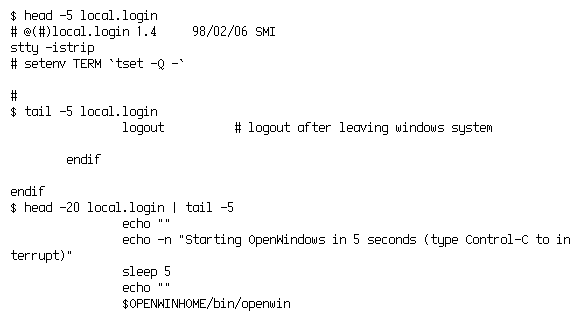 $ head -5 local.login
# @(#)local.login 1.4     98/02/06 SMI
stty -istrip
# setenv TERM `tset -Q -`

#
$ tail -5 local.login
                logout          # logout after leaving windows system

        endif

endif
$ head -20 local.login | tail -5
                echo ""
                echo -n "Starting OpenWindows in 5 seconds (type Control-C to in
terrupt)"
                sleep 5
                echo ""
                $OPENWINHOME/bin/openwin